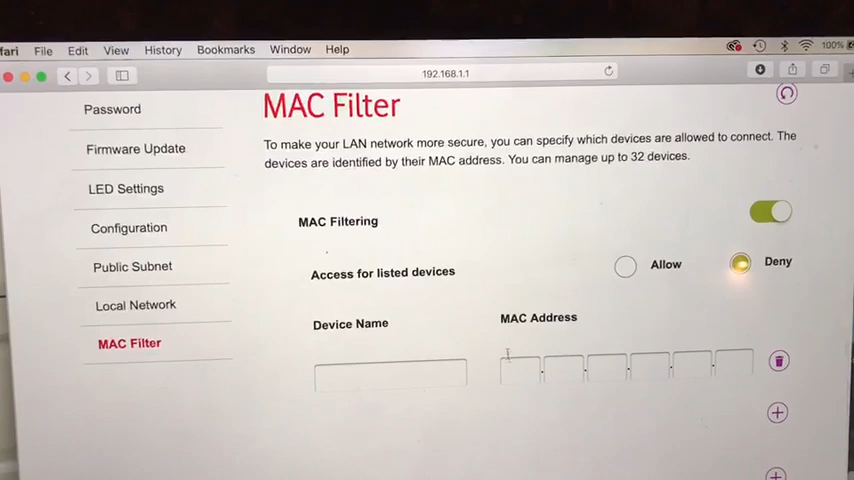 fari File Edit View History Bookmarks Window Help 100%
192.168.1.1
Password
Firmware Update
LED Settings
Configuration
Public Subnet
Local Network
MAC Filter
MAC Filter
To make your LAN network more secure, you can specify which devices are allowed to connect. The
devices are identified by their MAC address. You can manage up to 32 devices.
MAC Filtering
Access for listed devices Allow Deny
Device Name MAC Address